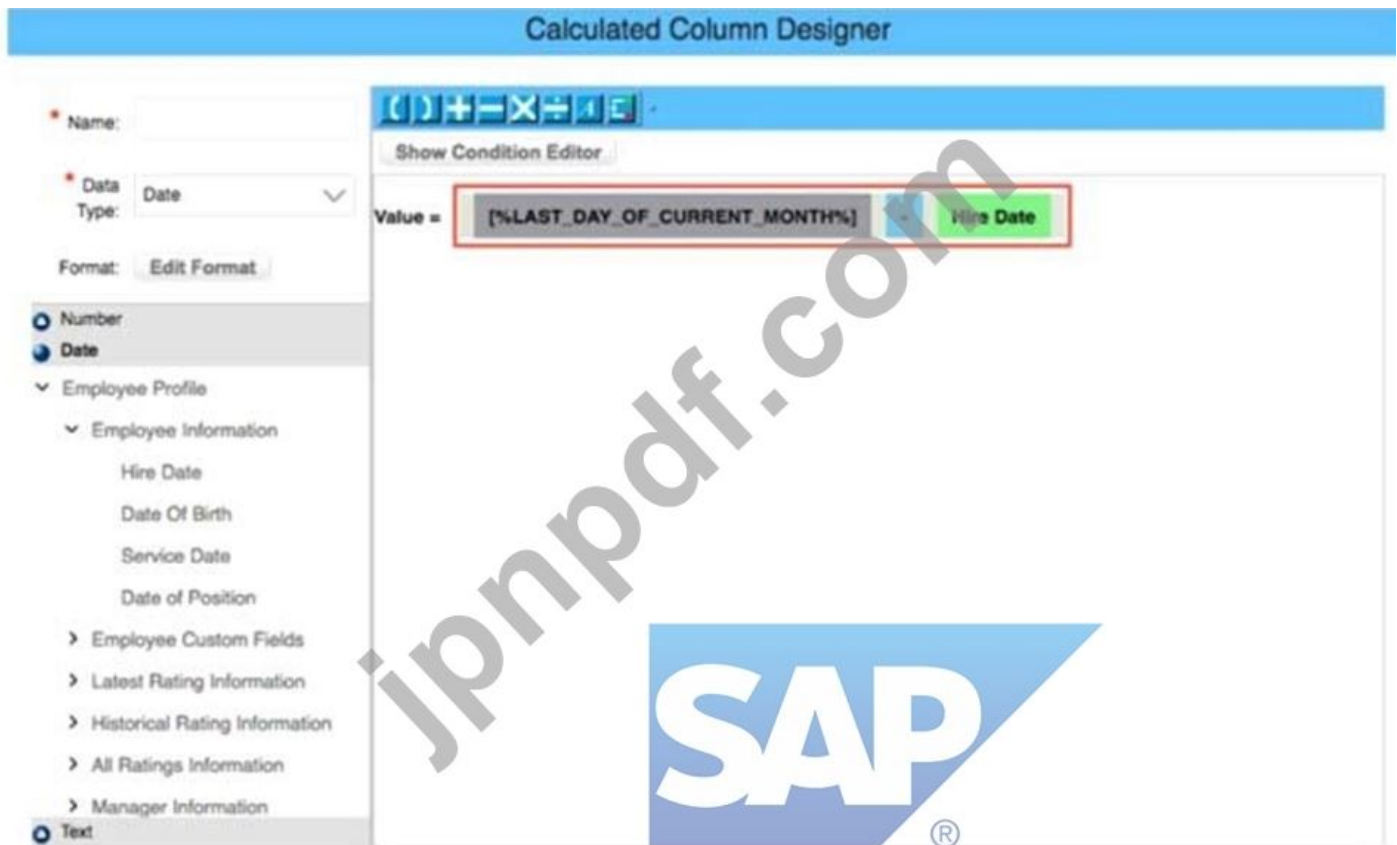 Calculated Column Designer
* Name:
Show Condition Editor
* Data Type:
Date
Value = [%LAST_DAY_OF_CURRENT_MONTH%] - Hire Date
Format: Edit Format
Number
Date
Employee Profile
Employee Information
Hire Date
Date Of Birth
Service Date
Date of Position
Employee Custom Fields
Latest Rating Information
Historical Rating Information
All Ratings Information
Manager Information
Text
jpnpdf.com
SAP
®